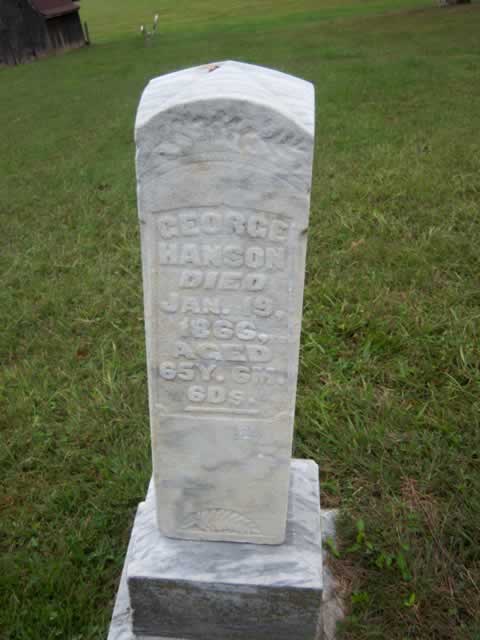 GEORGE
HANSON
DIED
JAN. 19,
1866,
AGED
65Y. 6M.
6DS.